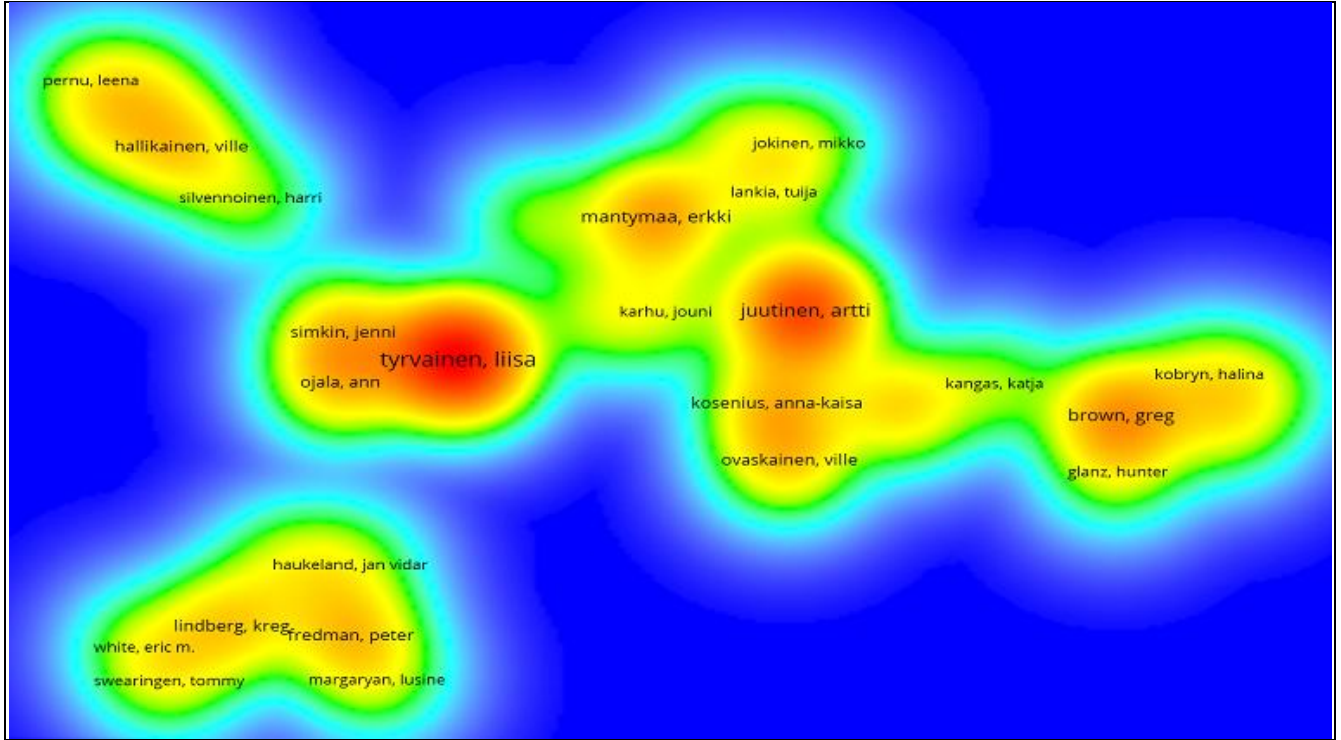 pernu, leena
hallikainen, ville
silvennoinen, harri
jokinen, mikko
lankia, tuija
mantymaa, erkki
karhu, jouni
juutinen, artti
simkin, jenni
tyrvainen, liisa
ojala, ann
kosenius, anna-kaisa
kangas, katja
kobryn, halina
brown, greg
ovaskainen, ville
glanz, hunter
haukeland, jan vidar
lindberg, kreg
fredman, peter
white, eric m.
swearingen, tommy
margaryan, lusine